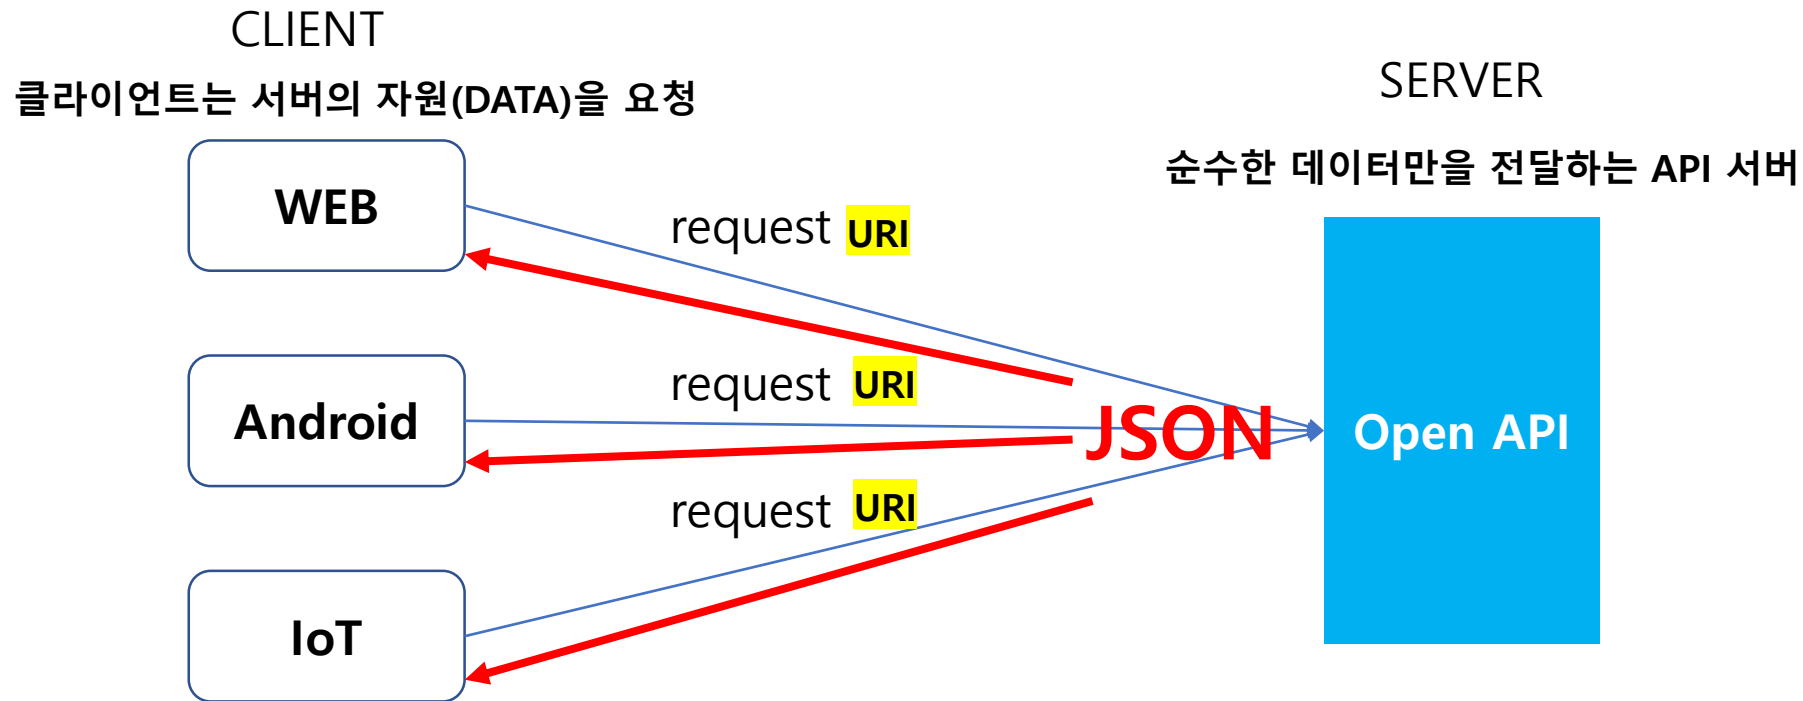 CLIENT
클라이언트는 서버의 자원(DATA)을 요청
SERVER
순수한 데이터만을 전달하는 API 서버
WEB
request URI
Android
request URI
JSON
Open API
request URI
IoT